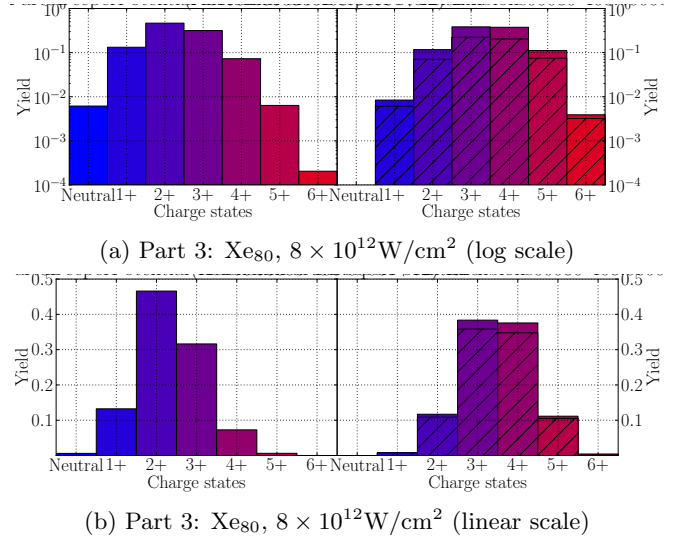 10⁰ 10⁰
10⁻¹ 10⁻¹
Yield Yield
10⁻² 10⁻²
10⁻³ 10⁻³
10⁻⁴ 10⁻⁴
Neutral 1+ 2+ 3+ 4+ 5+ 6+ Neutral 1+ 2+ 3+ 4+ 5+ 6+
Charge states Charge states
(a) Part 3: Xe₈₀, 8 × 10¹²W/cm² (log scale)
0.5 0.5
0.4 0.4
0.3 0.3
Yield Yield
0.2 0.2
0.1 0.1
Neutral 1+ 2+ 3+ 4+ 5+ 6+ Neutral 1+ 2+ 3+ 4+ 5+ 6+
Charge states Charge states
(b) Part 3: Xe₈₀, 8 × 10¹²W/cm² (linear scale)